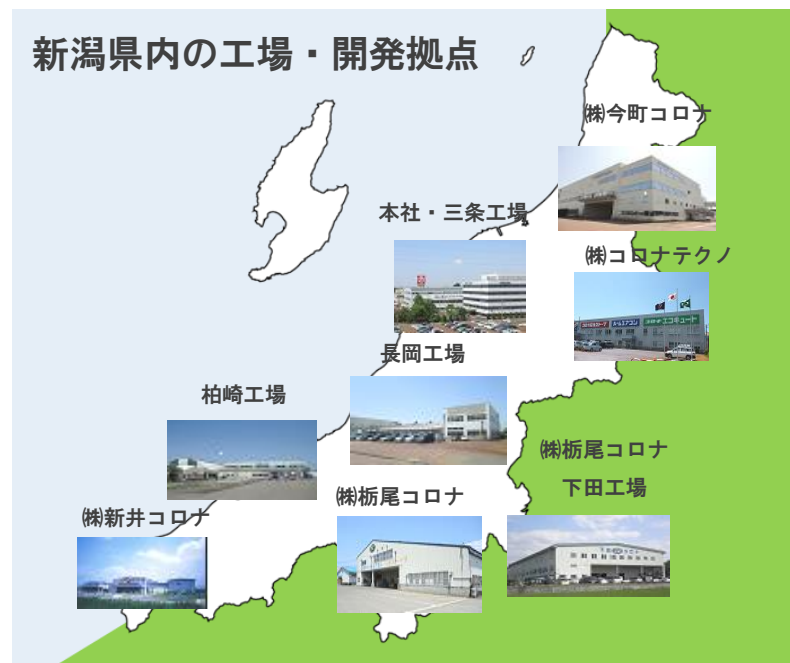 新潟県内の工場・開発拠点
㈱今町コロナ
本社・三条工場
㈱コロナテクノ
長岡工場
柏崎工場
㈱栃尾コロナ
下田工場
㈱栃尾コロナ
㈱新井コロナ